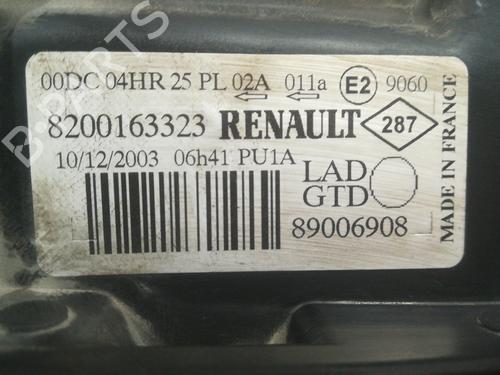 00DC 04HR 25 PL 02A 011a E2 9060
8200163323 RENAULT 287
10/12/2003 06h41 PU1A
LAD
GTD
89006908
MADE IN FRANCE
B-PARTS